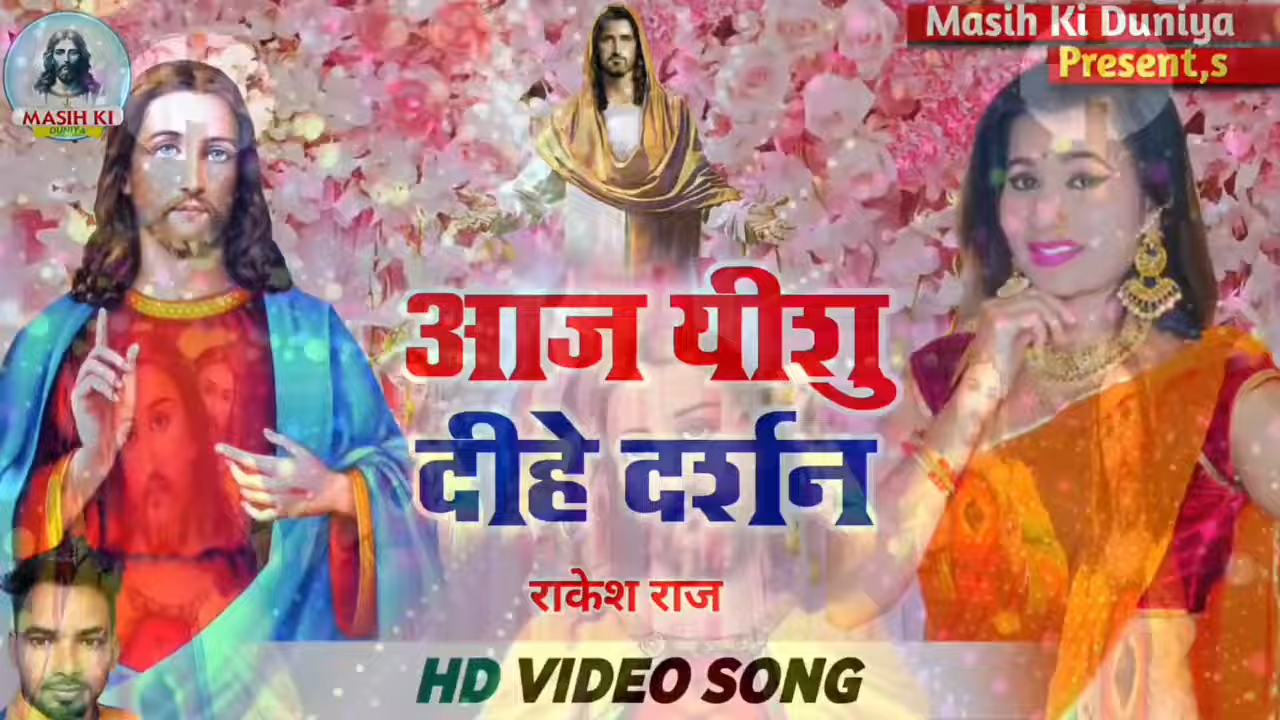 MASIH KI
DUNIYA
Masih Ki Duniya
Present,s
आज यीशु
दीहे दर्शन
राकेश राज
HD VIDEO SONG